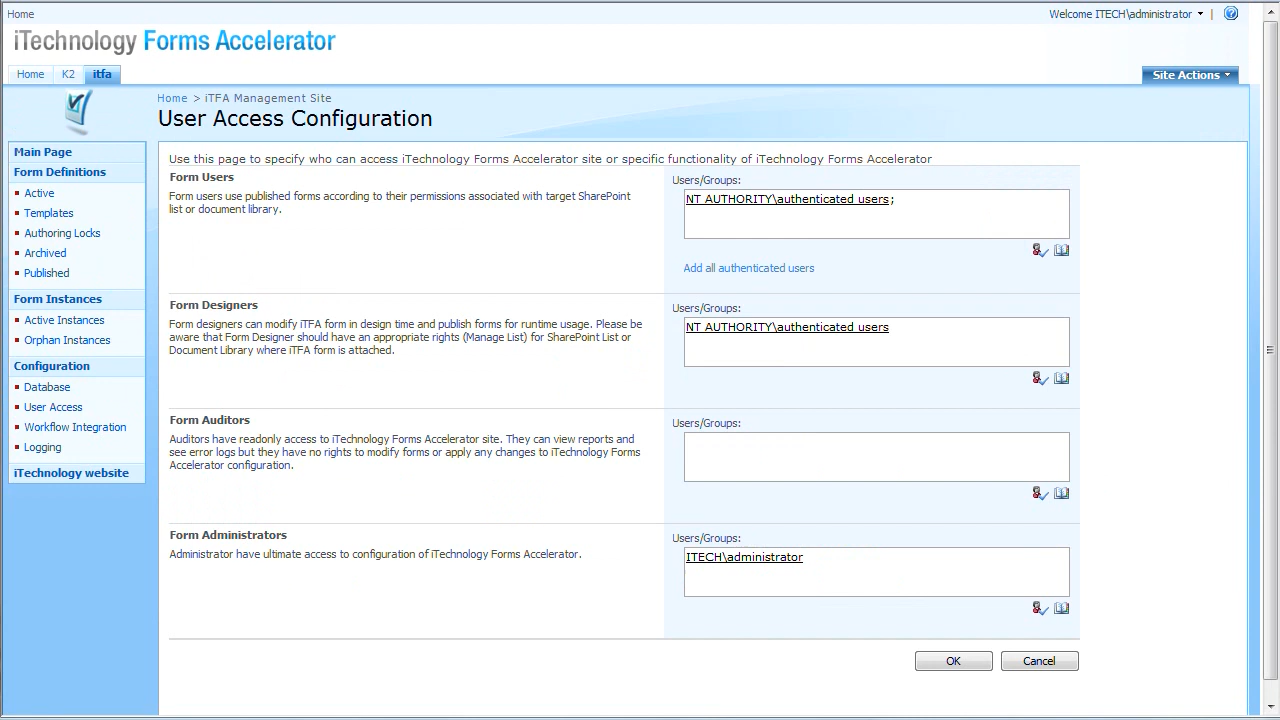 Home
Welcome ITECH\administrator
iTechnology Forms Accelerator
Home K2 itfa
Site Actions
Home > iTFA Management Site
User Access Configuration
Main Page
Form Definitions
Active
Templates
Authoring Locks
Archived
Published
Form Instances
Active Instances
Orphan Instances
Configuration
Database
User Access
Workflow Integration
Logging
iTechnology website
Use this page to specify who can access iTechnology Forms Accelerator site or specific functionality of iTechnology Forms Accelerator
Form Users
Form users use published forms according to their permissions associated with target SharePoint
list or document library.
Users/Groups:
NT AUTHORITY\authenticated users;
Add all authenticated users
Form Designers
Form designers can modify iTFA form in design time and publish forms for runtime usage. Please be
aware that Form Designer should have an appropriate rights (Manage List) for SharePoint List or
Document Library where iTFA form is attached.
Users/Groups:
NT AUTHORITY\authenticated users
Form Auditors
Auditors have readonly access to iTechnology Forms Accelerator site. They can view reports and
see error logs but they have no rights to modify forms or apply any changes to iTechnology Forms
Accelerator configuration.
Users/Groups:
Form Administrators
Administrator have ultimate access to configuration of iTechnology Forms Accelerator.
Users/Groups:
ITECH\administrator
OK
Cancel